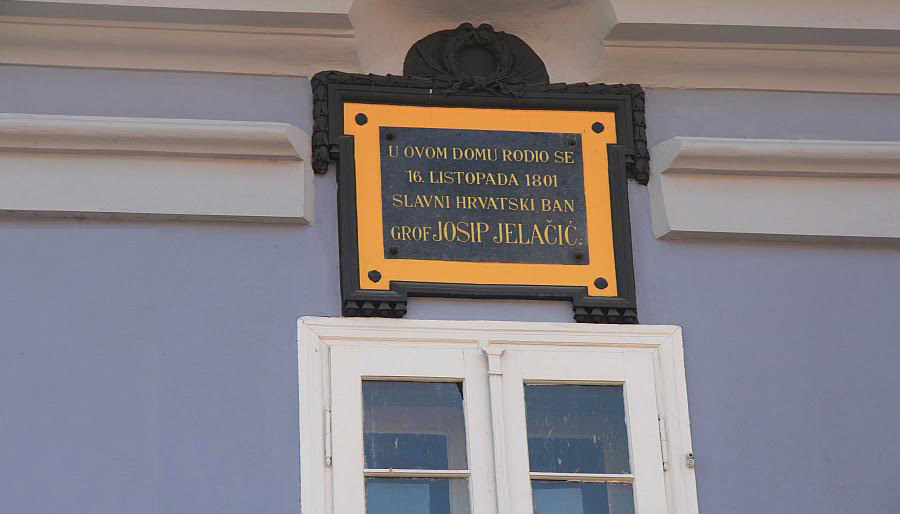 U OVOM DOMU RODIO SE
16. LISTOPADA 1801
SLAVNI HRVATSKI BAN
GROF JOSIP JELAČIĆ.